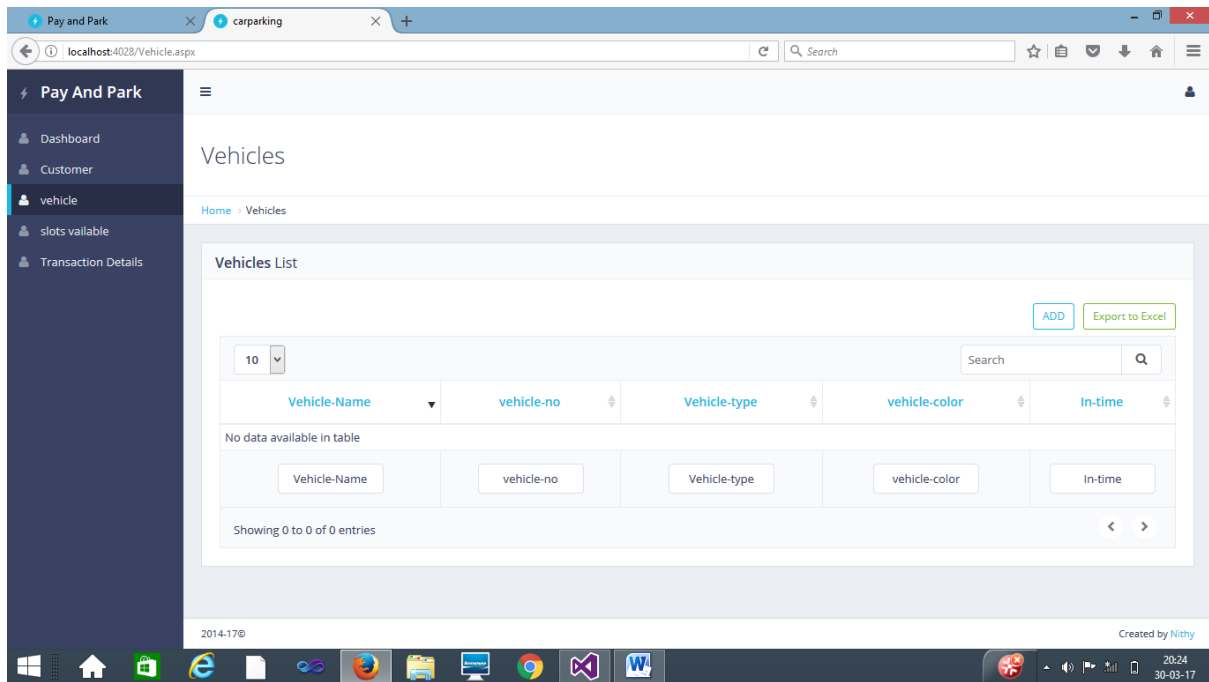 Pay and Park
carparking
localhost:4028/Vehicle.aspx
Search
Pay And Park
Dashboard
Customer
vehicle
slots vailable
Transaction Details
Vehicles
Home › Vehicles
Vehicles List
ADD Export to Excel
10 Search
Vehicle-Name vehicle-no Vehicle-type vehicle-color In-time
No data available in table
Vehicle-Name vehicle-no Vehicle-type vehicle-color In-time
Showing 0 to 0 of 0 entries
2014-17© Created by Nithy
20:24
30-03-17